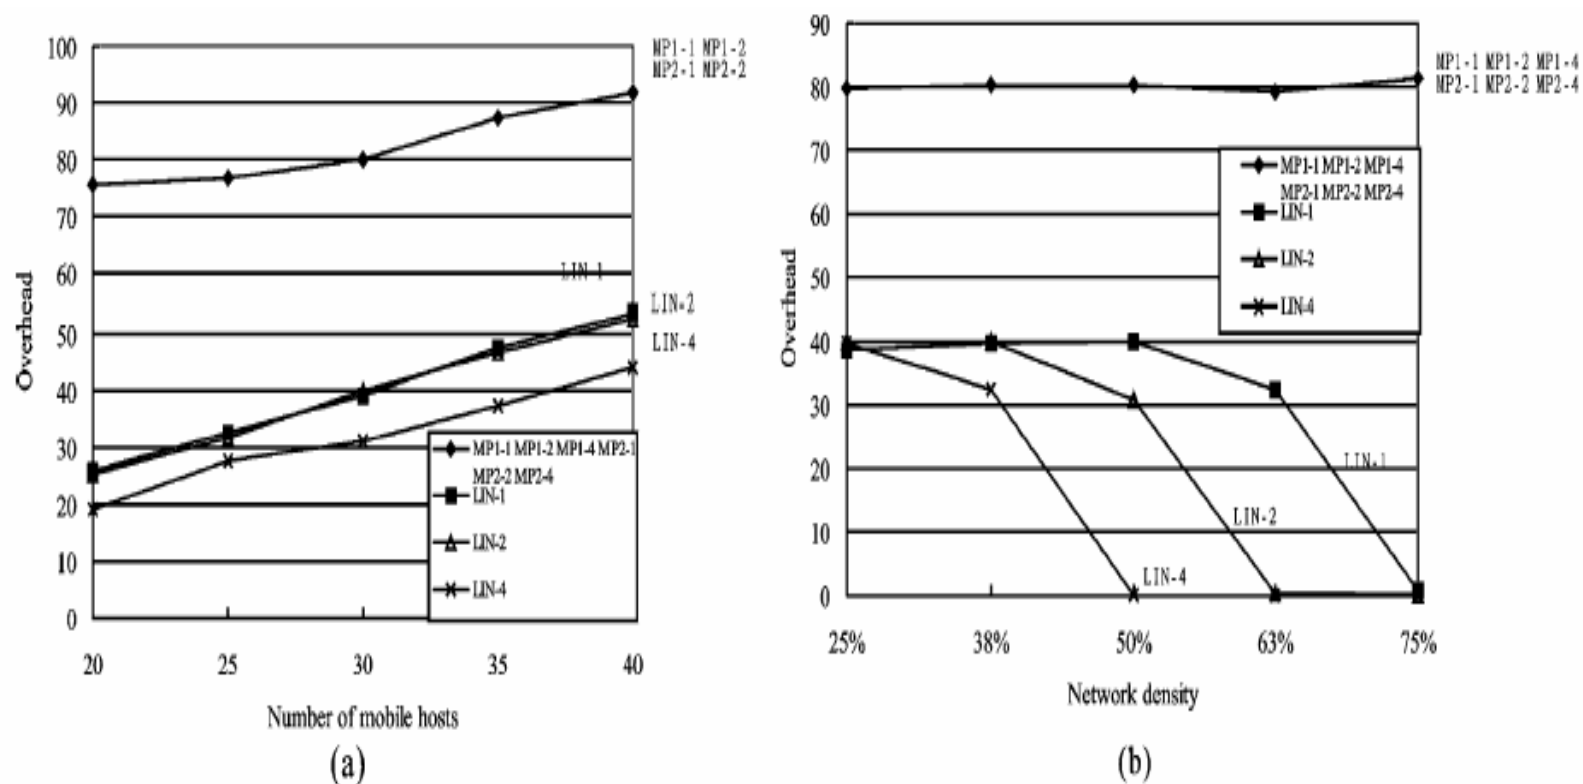 100
90
80
70
60
50
40
30
20
10
0
Overhead
20
25
30
35
40
Number of mobile hosts
(a)
MP1-1 MP1-2
MP2-1 MP2-2
LIN-1
LIN-2
LIN-4
MP1-1 MP1-2 MP1-4 MP2-1
MP2-2 MP2-4
LIN-1
LIN-2
LIN-4
90
80
70
60
50
40
30
20
10
0
Overhead
25%
38%
50%
63%
75%
Network density
(b)
MP1-1 MP1-2 MP1-4
MP2-1 MP2-2 MP2-4
MP1-1 MP1-2 MP1-4
MP2-1 MP2-2 MP2-4
LIN-1
LIN-2
LIN-4
LIN-1
LIN-2
LIN-4